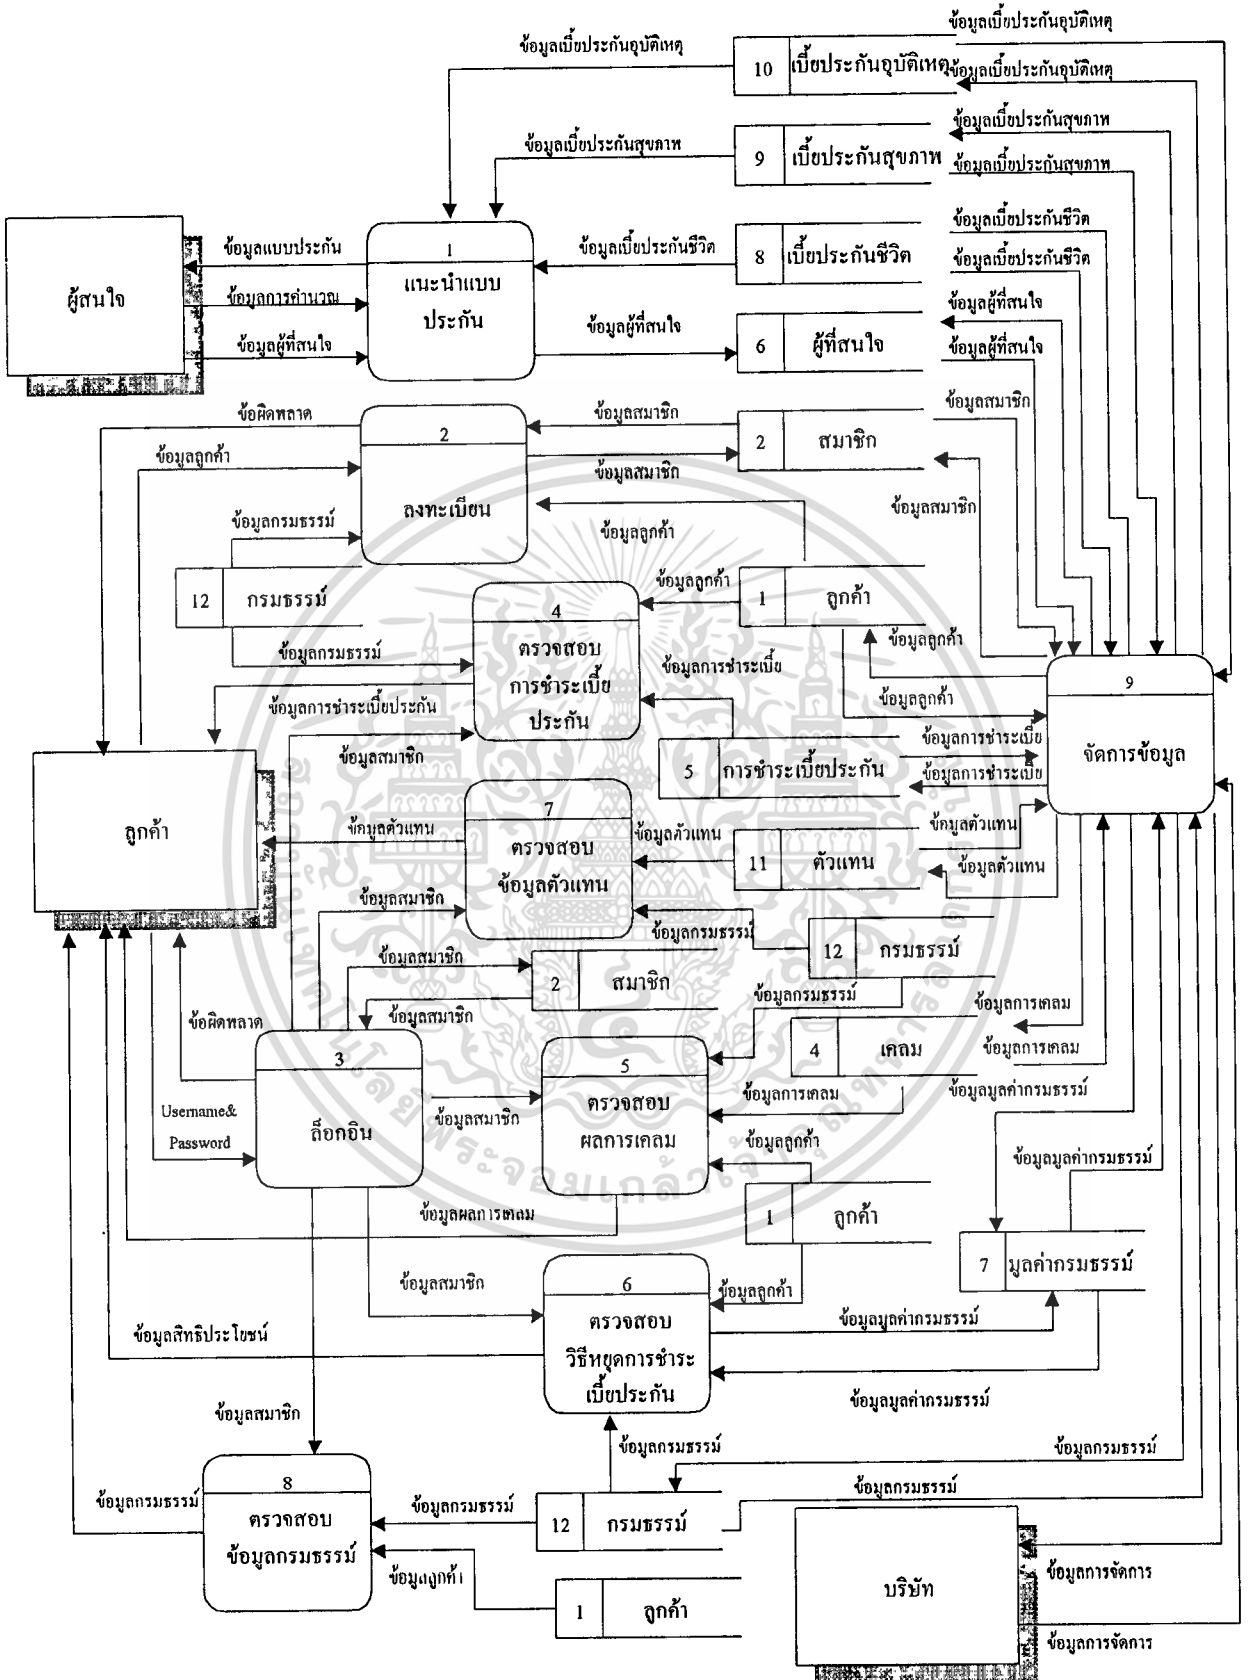 ข้อมูลเบี้ยประกันอุบัติเหตุ
ข้อมูลเบี้ยประกันอุบัติเหตุ
10 เบี้ยประกันอุบัติเหตุ
ข้อมูลเบี้ยประกันอุบัติเหตุ
ข้อมูลเบี้ยประกันสุขภาพ
ข้อมูลเบี้ยประกันสุขภาพ
9 เบี้ยประกันสุขภาพ
ข้อมูลเบี้ยประกันสุขภาพ
ผู้สนใจ
ข้อมูลแบบประกัน
ข้อมูลการคำนวณ
ข้อมูลผู้ที่สนใจ
1
แนะนำแบบ
ประกัน
ข้อมูลเบี้ยประกันชีวิต
8 เบี้ยประกันชีวิต
ข้อมูลเบี้ยประกันชีวิต
ข้อมูลเบี้ยประกันชีวิต
ข้อมูลผู้ที่สนใจ
6 ผู้ที่สนใจ
ข้อมูลผู้ที่สนใจ
ข้อมูลผู้ที่สนใจ
ข้อผิดพลาด
ข้อมูลลูกค้า
2
ลงทะเบียน
ข้อมูลสมาชิก
ข้อมูลสมาชิก
2 สมาชิก
ข้อมูลสมาชิก
ข้อมูลสมาชิก
ข้อมูลกรมธรรม์
ข้อมูลลูกค้า
12 กรมธรรม์
ข้อมูลกรมธรรม์
4
ตรวจสอบ
การชำระเบี้ย
ประกัน
ข้อมูลลูกค้า
1 ลูกค้า
ข้อมูลลูกค้า
ข้อมูลลูกค้า
ข้อมูลการชำระเบี้ย
ข้อมูลการชำระเบี้ยประกัน
ข้อมูลสมาชิก
5 การชำระเบี้ยประกัน
ข้อมูลการชำระเบี้ย
ข้อมูลการชำระเบี้ย
9
จัดการข้อมูล
ลูกค้า
ข้อมูลตัวแทน
7
ตรวจสอบ
ข้อมูลตัวแทน
ข้อมูลตัวแทน
11 ตัวแทน
ข้อมูลตัวแทน
ข้อมูลตัวแทน
ข้อมูลสมาชิก
ข้อมูลกรมธรรม์
12 กรมธรรม์
ข้อมูลสมาชิก
2 สมาชิก
ข้อมูลสมาชิก
ข้อมูลกรมธรรม์
ข้อมูลการเคลม
ข้อผิดพลาด
3
ล็อกอิน
Username&
Password
ข้อมูลสมาชิก
5
ตรวจสอบ
ผลการเคลม
4 เคลม
ข้อมูลการเคลม
ข้อมูลการเคลม
ข้อมูลมูลค่ากรมธรรม์
ข้อมูลลูกค้า
ข้อมูลมูลค่ากรมธรรม์
1 ลูกค้า
ข้อมูลผลการเคลม
ข้อมูลสมาชิก
7 มูลค่ากรมธรรม์
6
ตรวจสอบ
วิธีหยุดการชำระ
เบี้ยประกัน
ข้อมูลลูกค้า
ข้อมูลมูลค่ากรมธรรม์
ข้อมูลสิทธิประโยชน์
ข้อมูลมูลค่ากรมธรรม์
ข้อมูลสมาชิก
ข้อมูลกรมธรรม์
ข้อมูลกรมธรรม์
ข้อมูลกรมธรรม์
8
ตรวจสอบ
ข้อมูลกรมธรรม์
ข้อมูลกรมธรรม์
12 กรมธรรม์
ข้อมูลกรมธรรม์
ข้อมูลลูกค้า
1 ลูกค้า
บริษัท
ข้อมูลการจัดการ
ข้อมูลการจัดการ
สถาบันเทคโนโลยีพระจอมเกล้าเจ้าคุณทหารลาดกระบัง